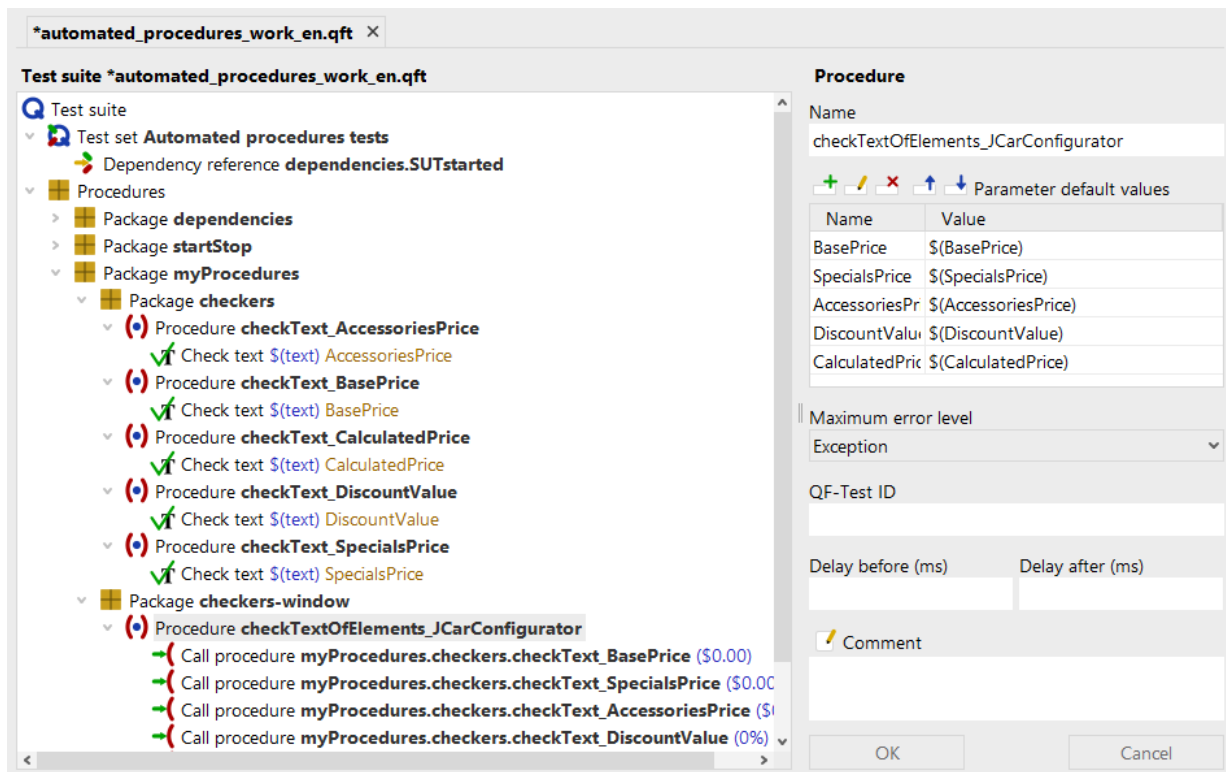 *automated_procedures_work_en.qft ×
Test suite *automated_procedures_work_en.qft
Test suite
Test set Automated procedures tests
Dependency reference dependencies.SUTstarted
Procedures
Package dependencies
Package startStop
Package myProcedures
Package checkers
Procedure checkText_AccessoriesPrice
Check text $(text) AccessoriesPrice
Procedure checkText_BasePrice
Check text $(text) BasePrice
Procedure checkText_CalculatedPrice
Check text $(text) CalculatedPrice
Procedure checkText_DiscountValue
Check text $(text) DiscountValue
Procedure checkText_SpecialsPrice
Check text $(text) SpecialsPrice
Package checkers-window
Procedure checkTextOfElements_JCarConfigurator
Call procedure myProcedures.checkers.checkText_BasePrice ($0.00)
Call procedure myProcedures.checkers.checkText_SpecialsPrice ($0.00
Call procedure myProcedures.checkers.checkText_AccessoriesPrice ($
Call procedure myProcedures.checkers.checkText_DiscountValue (0%)
Procedure
Name
checkTextOfElements_JCarConfigurator
Parameter default values
Name Value
BasePrice $(BasePrice)
SpecialsPrice $(SpecialsPrice)
AccessoriesPr $(AccessoriesPrice)
DiscountValu $(DiscountValue)
CalculatedPric $(CalculatedPrice)
Maximum error level
Exception
QF-Test ID
Delay before (ms) Delay after (ms)
Comment
OK Cancel